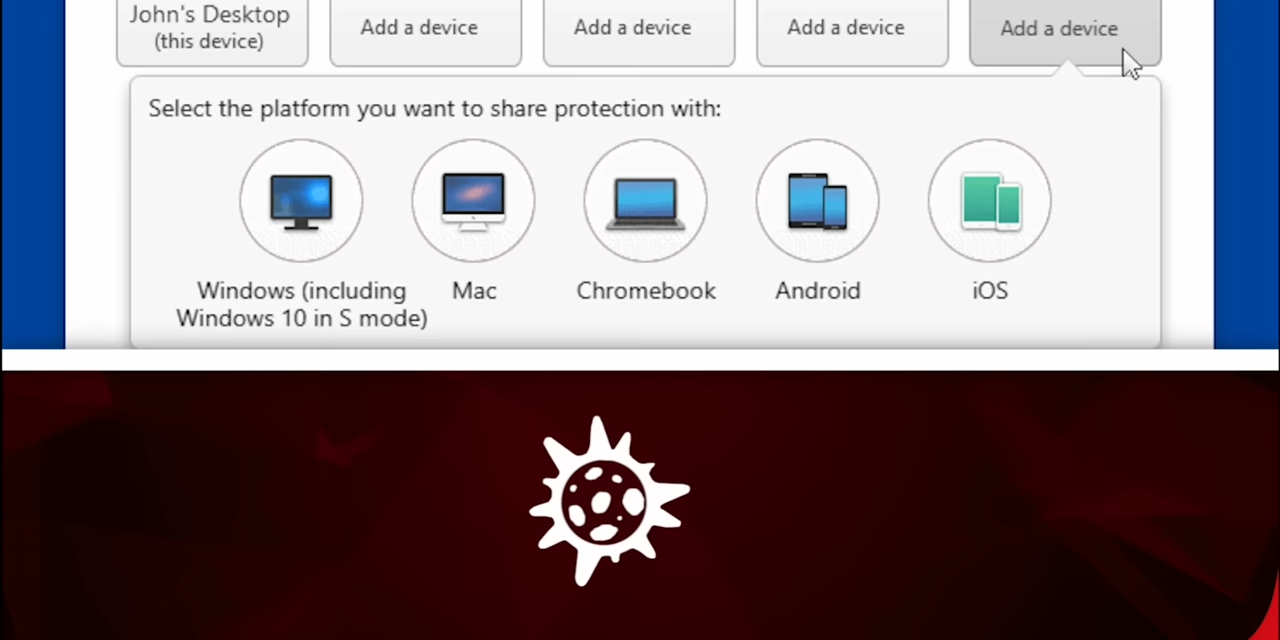 John's Desktop
(this device)
Add a device
Add a device
Add a device
Add a device
Select the platform you want to share protection with:
Windows (including
Windows 10 in S mode)
Mac
Chromebook
Android
iOS